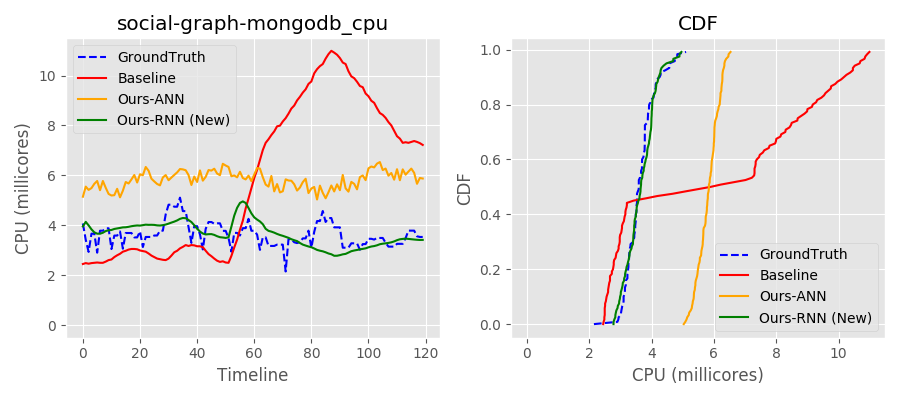 social-graph-mongodb_cpu
CPU (millicores)
10
8
6
4
2
0
GroundTruth
Baseline
Ours-ANN
Ours-RNN (New)
0 20 40 60 80 100 120
Timeline
CDF
CDF
1.0
0.8
0.6
0.4
0.2
0.0
GroundTruth
Baseline
Ours-ANN
Ours-RNN (New)
0 2 4 6 8 10
CPU (millicores)